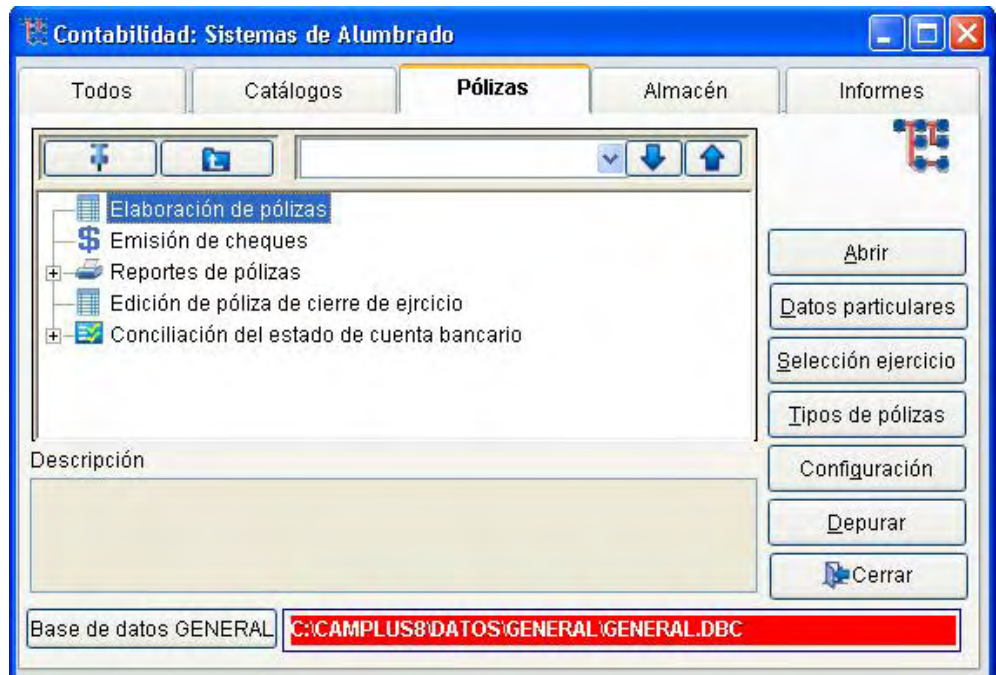 Contabilidad: Sistemas de Alumbrado
Todos
Catálogos
Pólizas
Almacén
Informes
Elaboración de pólizas
Emisión de cheques
Reportes de pólizas
Edición de póliza de cierre de ejrcicio
Conciliación del estado de cuenta bancario
Abrir
Datos particulares
Selección ejercicio
Tipos de pólizas
Descripción
Configuración
Depurar
Cerrar
Base de datos GENERAL
C:\CAMPLUS8\DATOS\GENERAL\GENERAL.DBC